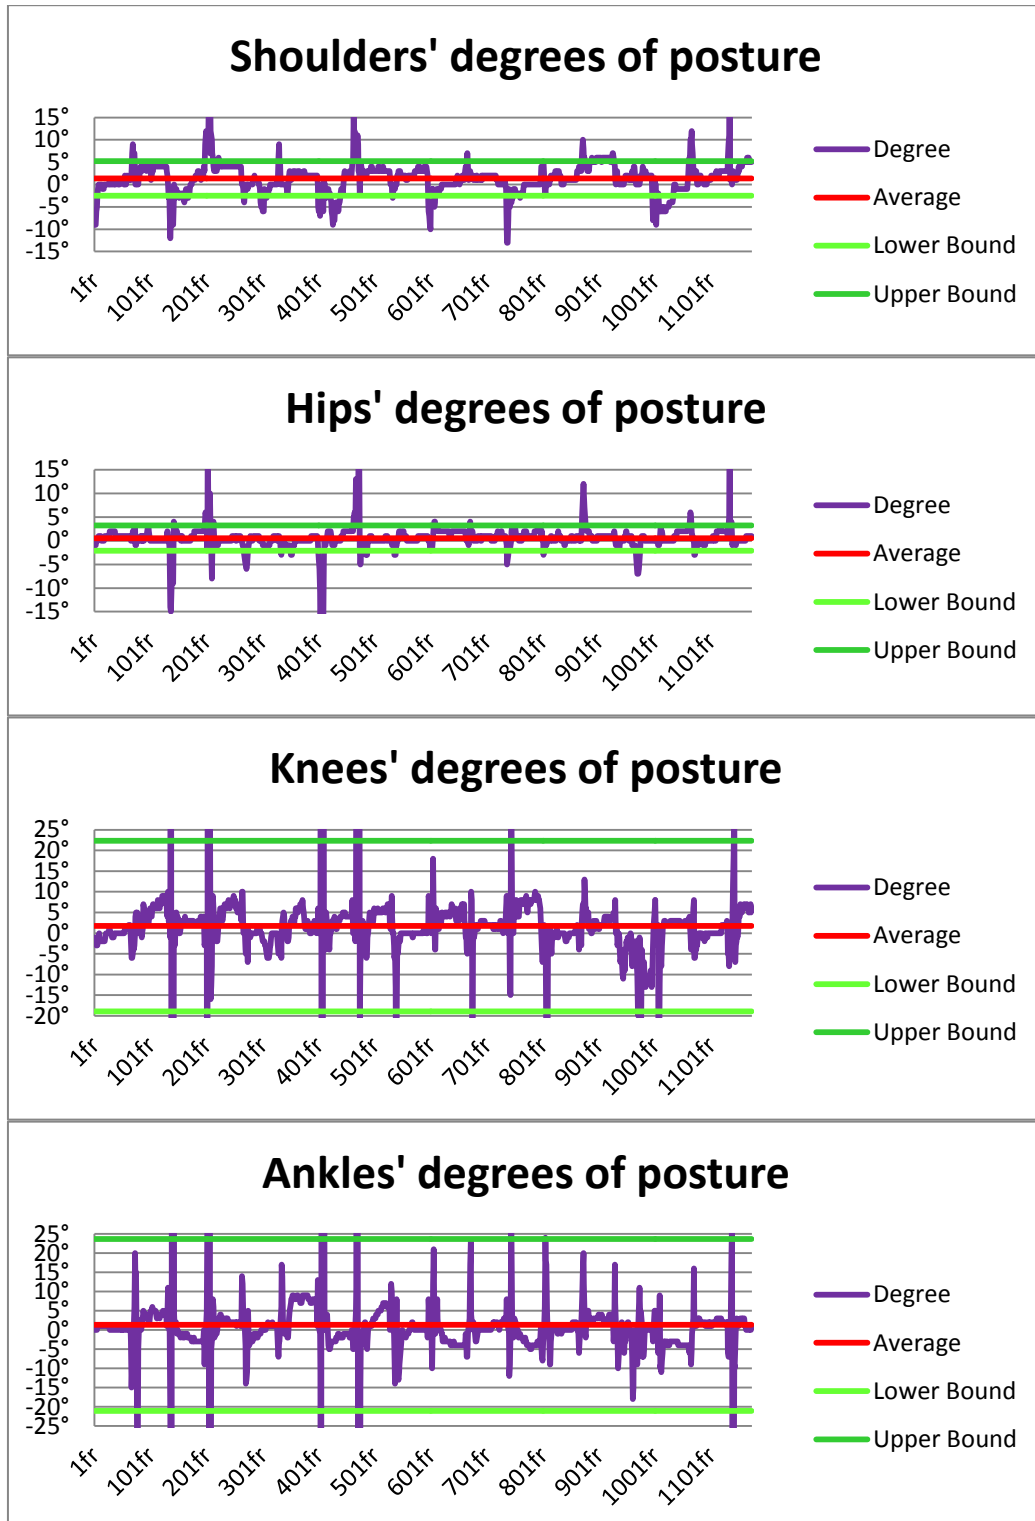 Shoulders' degrees of posture
15°
10°
5°
0°
-5°
-10°
-15°
1fr 101fr 201fr 301fr 401fr 501fr 601fr 701fr 801fr 901fr 1001fr 1101fr
Degree
Average
Lower Bound
Upper Bound
Hips' degrees of posture
15°
10°
5°
0°
-5°
-10°
-15°
1fr 101fr 201fr 301fr 401fr 501fr 601fr 701fr 801fr 901fr 1001fr 1101fr
Degree
Average
Lower Bound
Upper Bound
Knees' degrees of posture
25°
20°
15°
10°
5°
0°
-5°
-10°
-15°
-20°
1fr 101fr 201fr 301fr 401fr 501fr 601fr 701fr 801fr 901fr 1001fr 1101fr
Degree
Average
Lower Bound
Upper Bound
Ankles' degrees of posture
25°
20°
15°
10°
5°
0°
-5°
-10°
-15°
-20°
-25°
1fr 101fr 201fr 301fr 401fr 501fr 601fr 701fr 801fr 901fr 1001fr 1101fr
Degree
Average
Lower Bound
Upper Bound